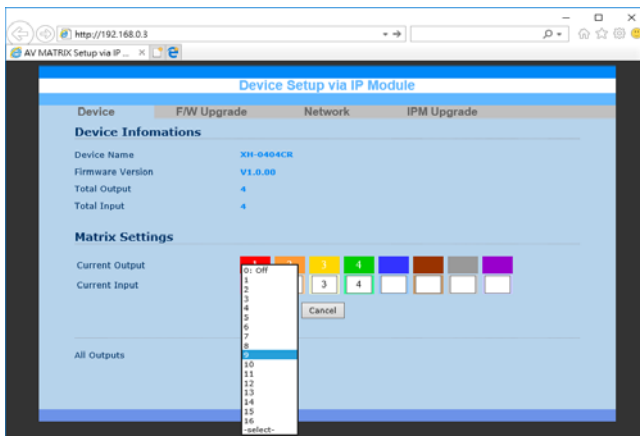 http://192.168.0.3
AV MATRIX Setup via IP ...
Device Setup via IP Module
Device F/W Upgrade Network IPM Upgrade
Device Infomations
Device Name XH-0404CR
Firmware Version V1.0.00
Total Output 4
Total Input 4
Matrix Settings
Current Output 1 2 3 4
Current Input 3 4
0: Off
1
2
3
4
5
6
7
8
9
10
11
12
13
14
15
16
-select-
Cancel
All Outputs